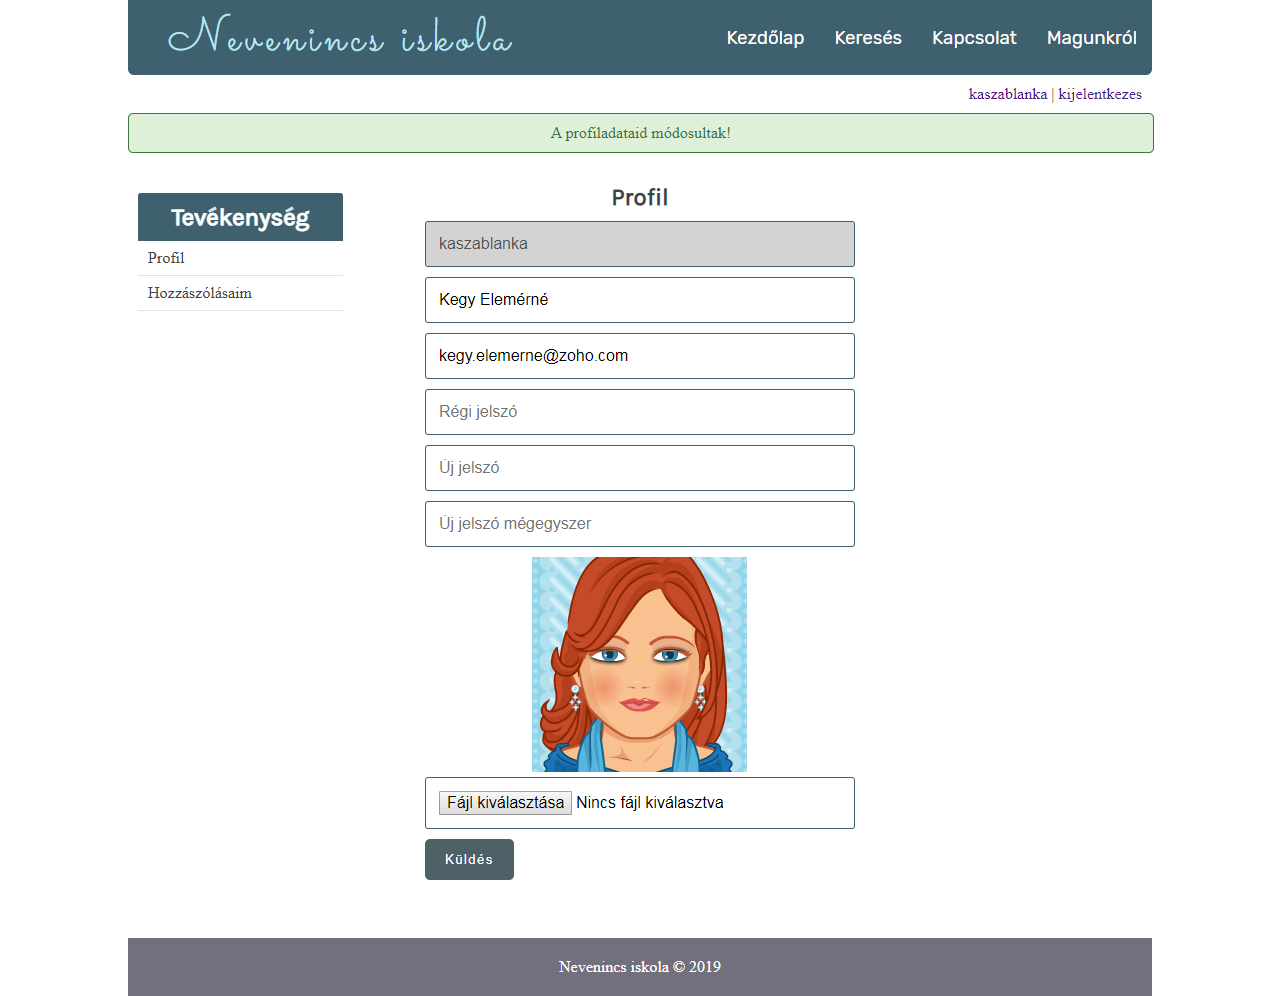 Nevenincs iskola
Kezdőlap Keresés Kapcsolat Magunkról
kaszablanka | kijelentkezes
A profiladataid módosultak!
Tevékenység
Profil
Hozzászólásaim
Profil
kaszablanka
Kegy Elemérné
kegy.elemerne@zoho.com
Régi jelszó
Új jelszó
Új jelszó mégegyszer
Fájl kiválasztása Nincs fájl kiválasztva
Küldés
Nevenincs iskola © 2019